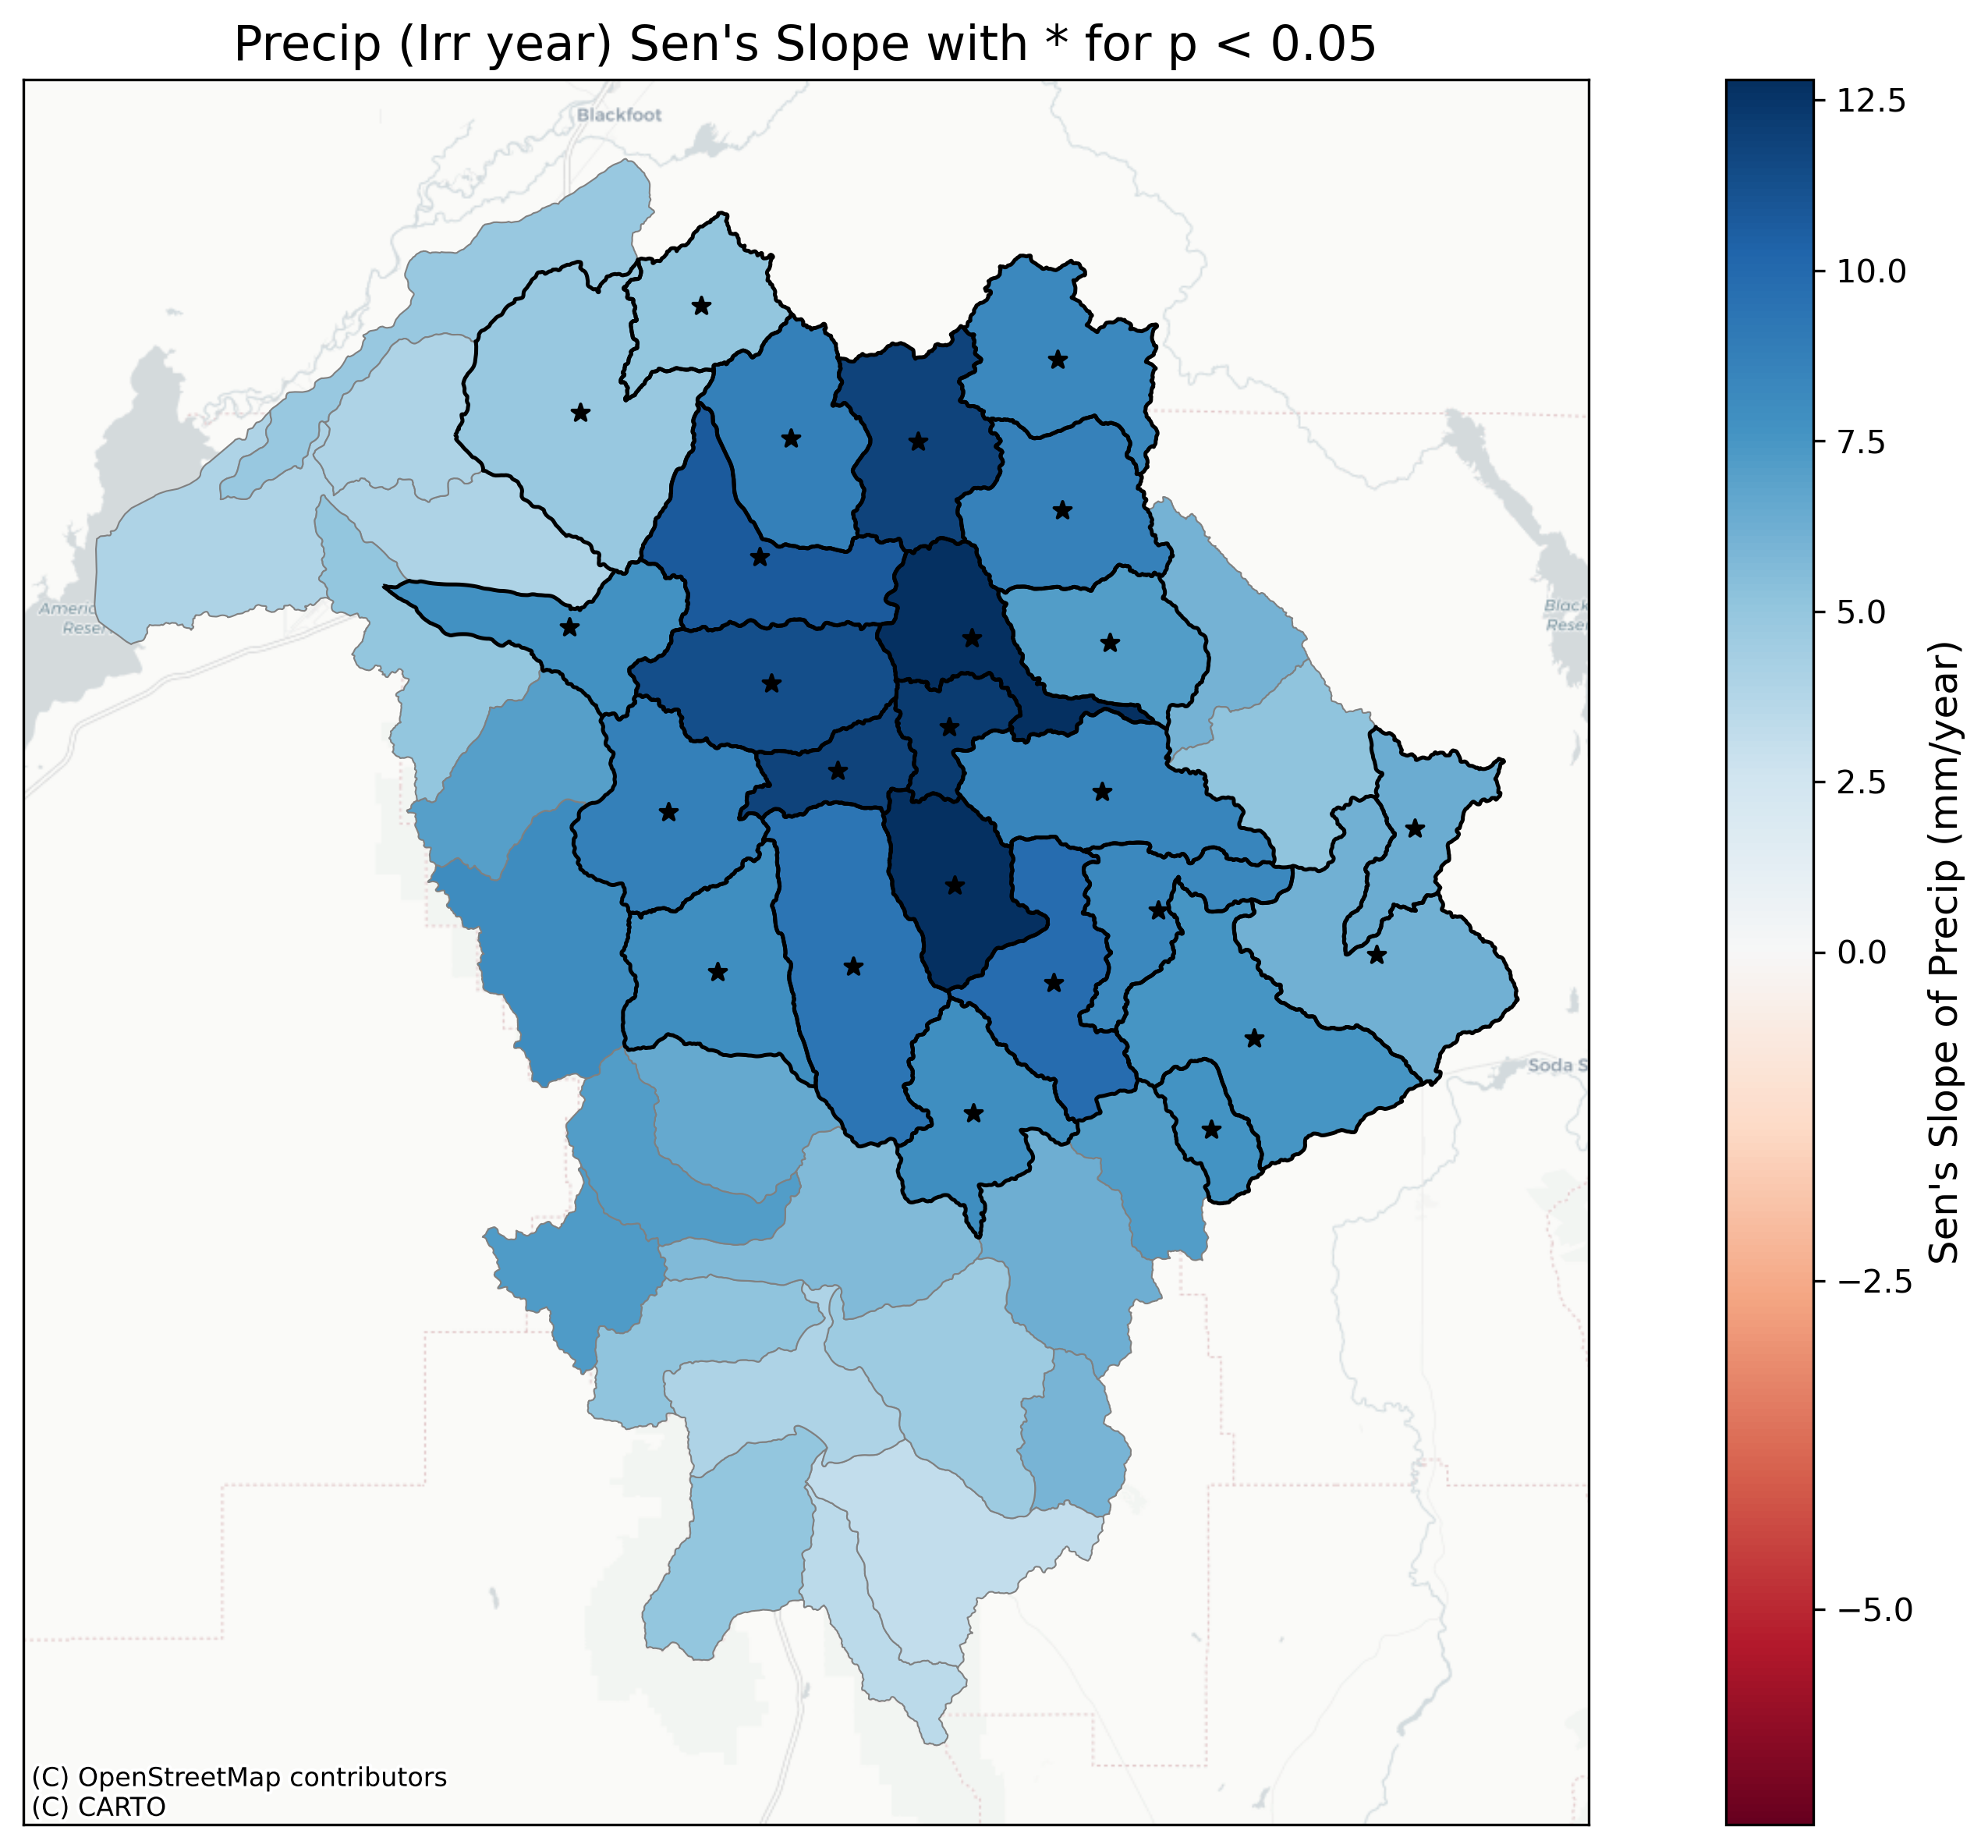 Precip (Irr year) Sen's Slope with * for p < 0.05
Blackfoot
Americ
Reser
Black
Reser
Soda S
12.5
10.0
7.5
5.0
2.5
0.0
−2.5
−5.0
Sen's Slope of Precip (mm/year)
(C) OpenStreetMap contributors
(C) CARTO